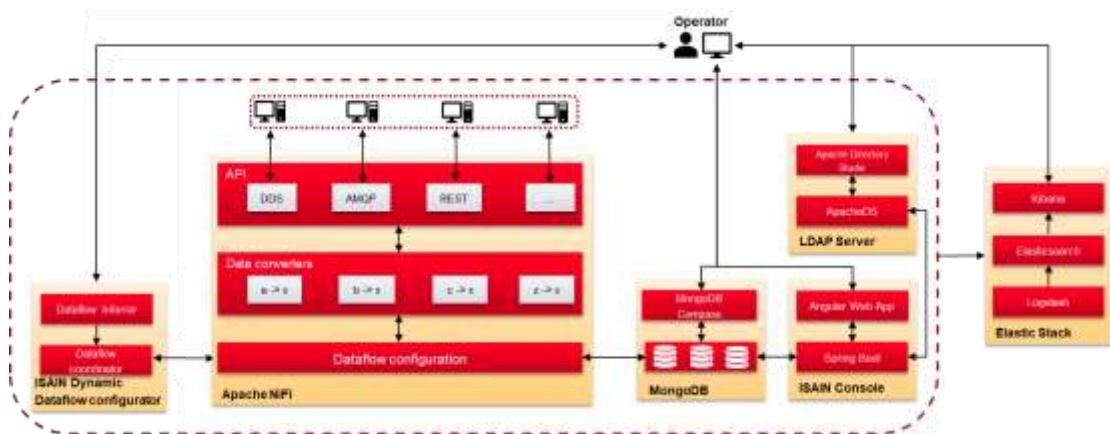 Operator
API
DDS
AMQP
REST
...
Data converters
a -> x
b -> x
c -> x
z -> x
Dataflow configuration
Apache NiFi
Dataflow
Dataflow
coordinator
ISAIN Dynamic
Dataflow configurator
MongoDB
Compass
MongoDB
Angular Web App
Spring Boot
ISAIN Console
Apache Directory
Studio
ApacheDS
LDAP Server
Kibana
Elasticsearch
Logstash
Elastic Stack